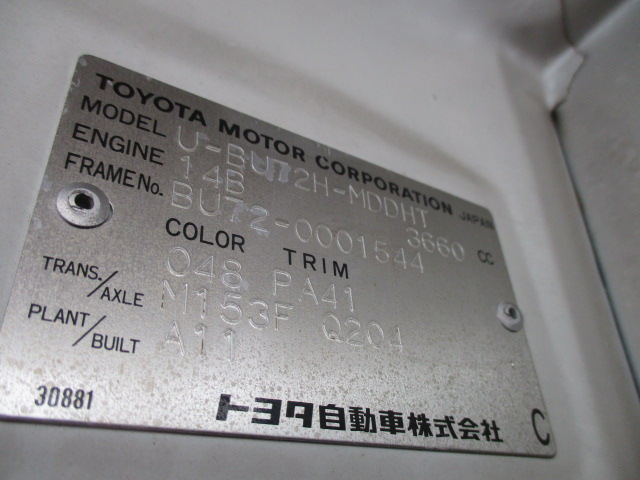 TOYOTA MOTOR CORPORATION JAPAN
MODEL U-BU72H-MDDHT
ENGINE 14B 3660 CC
FRAME No. BU72-0001544
COLOR TRIM
048 PA41
TRANS./AXLE M153F Q204
PLANT/BUILT A11
30881 トヨタ自動車株式会社 C